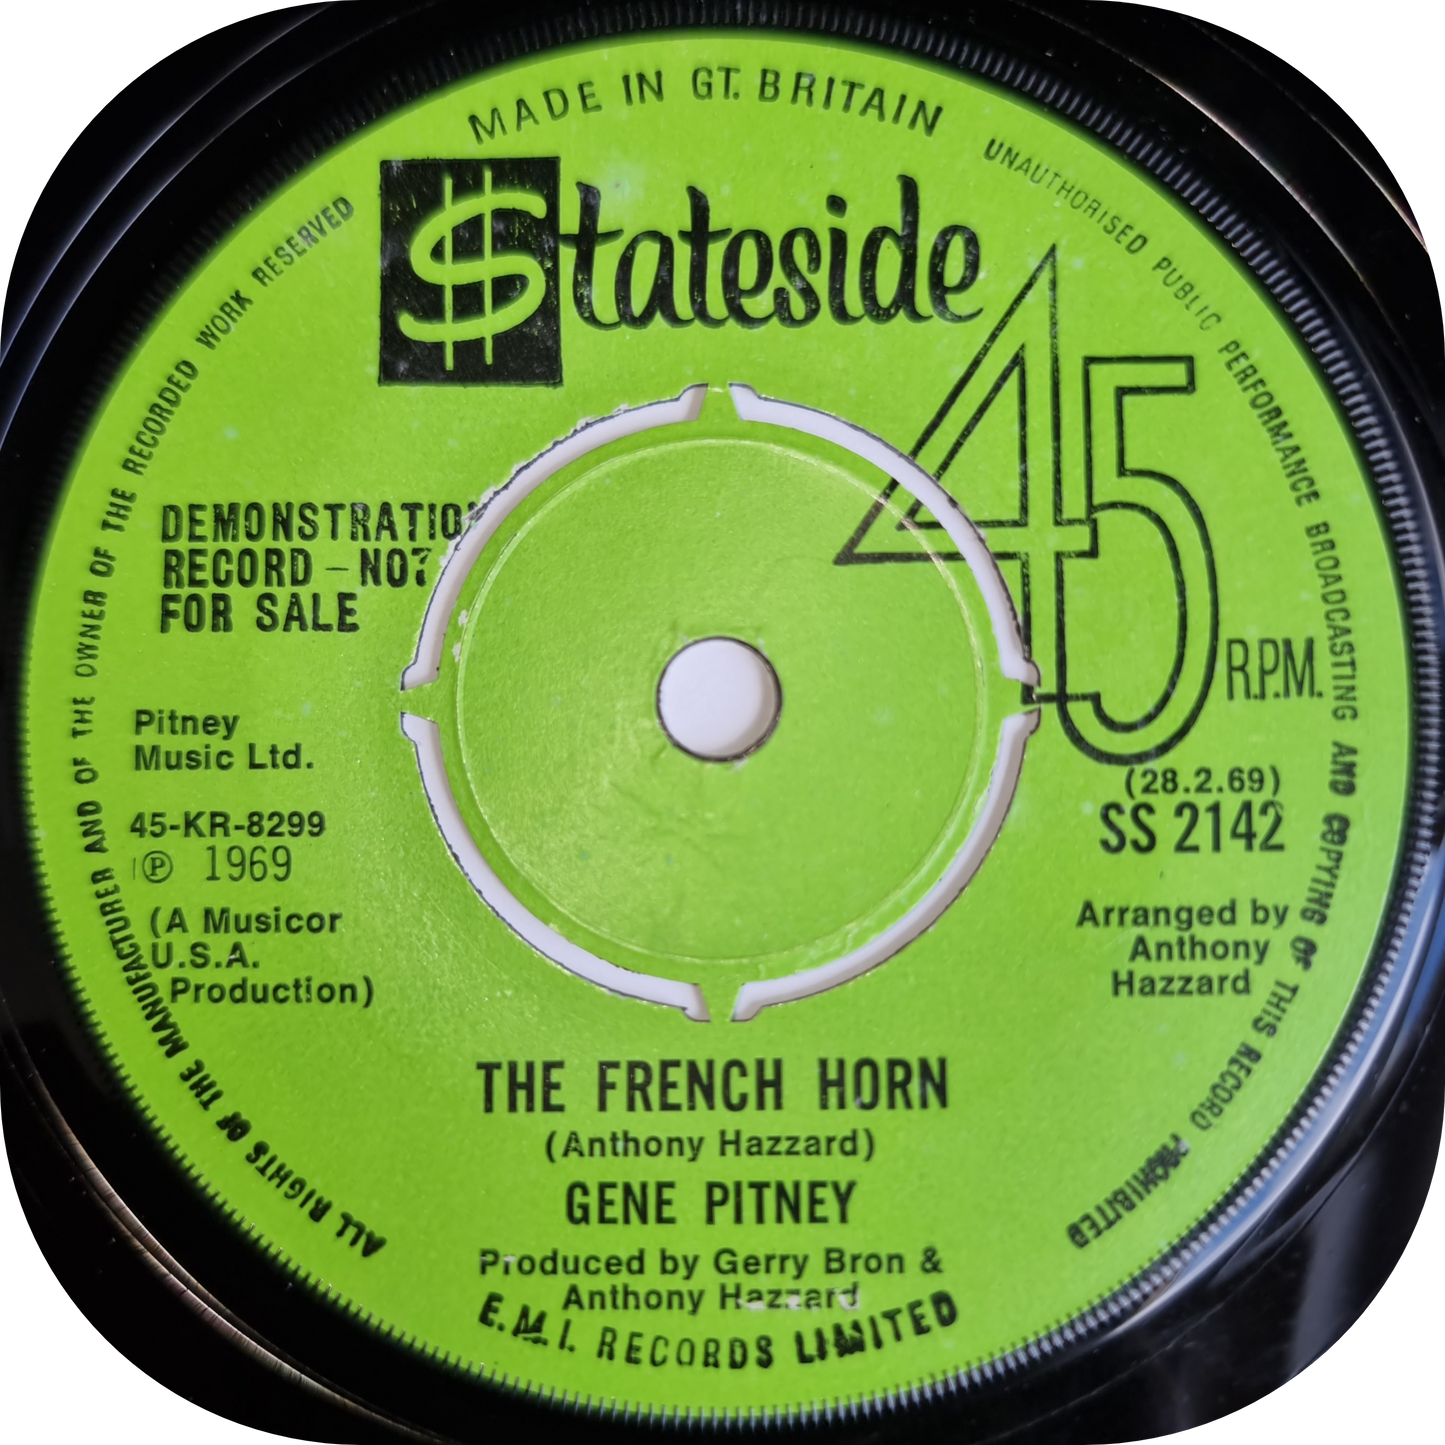 MADE IN GT. BRITAIN
Stateside
45
R.P.M.
DEMONSTRATION
RECORD – NOT
FOR SALE
Pitney
Music Ltd.
45-KR-8299
℗ 1969
(A Musicor
U.S.A.
Production)
(28.2.69)
SS 2142
Arranged by
Anthony
Hazzard
THE FRENCH HORN
(Anthony Hazzard)
GENE PITNEY
Produced by Gerry Bron &
Anthony Hazzard
E.M.I. RECORDS LIMITED
ALL RIGHTS OF THE MANUFACTURER AND OF THE OWNER OF THE RECORDED WORK RESERVED
UNAUTHORISED PUBLIC PERFORMANCE BROADCASTING AND COPYING OF THIS RECORD PROHIBITED